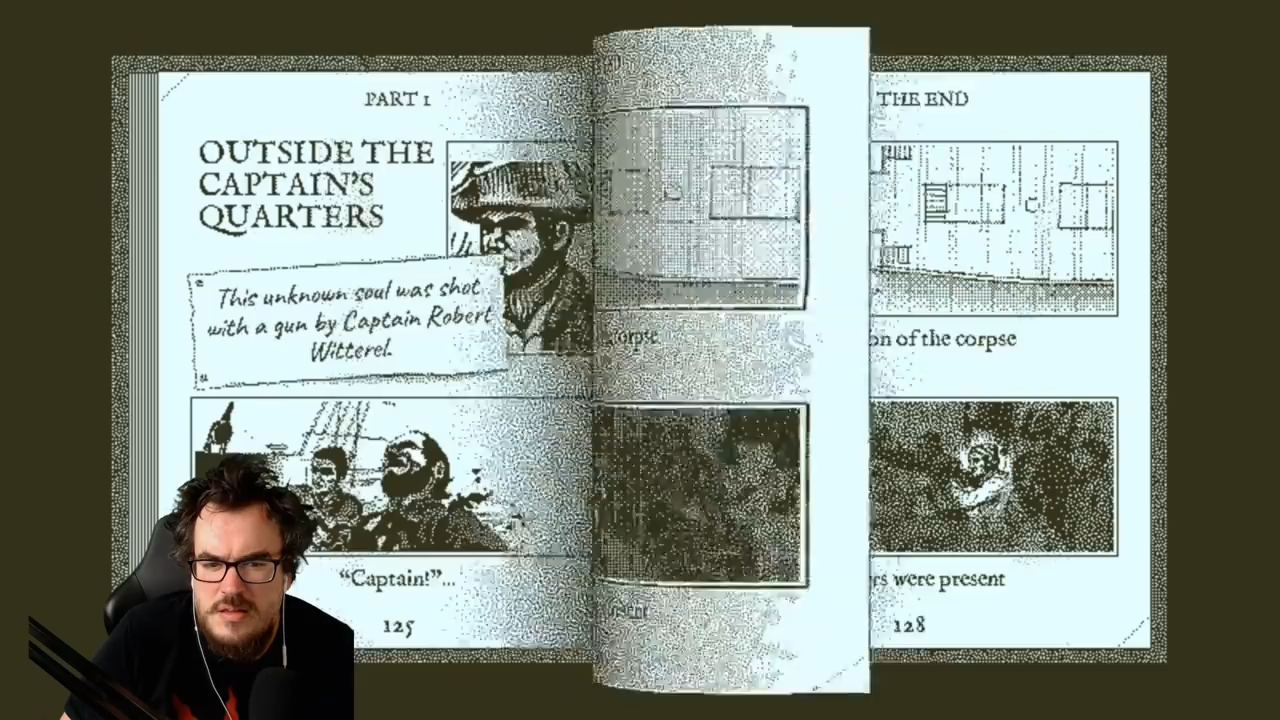 PART 1
OUTSIDE THE
CAPTAIN'S
QUARTERS
This unknown soul was shot
with a gun by Captain Robert
Witterel.
"Captain!"...
125
corpse
THE END
of the corpse
were present
128